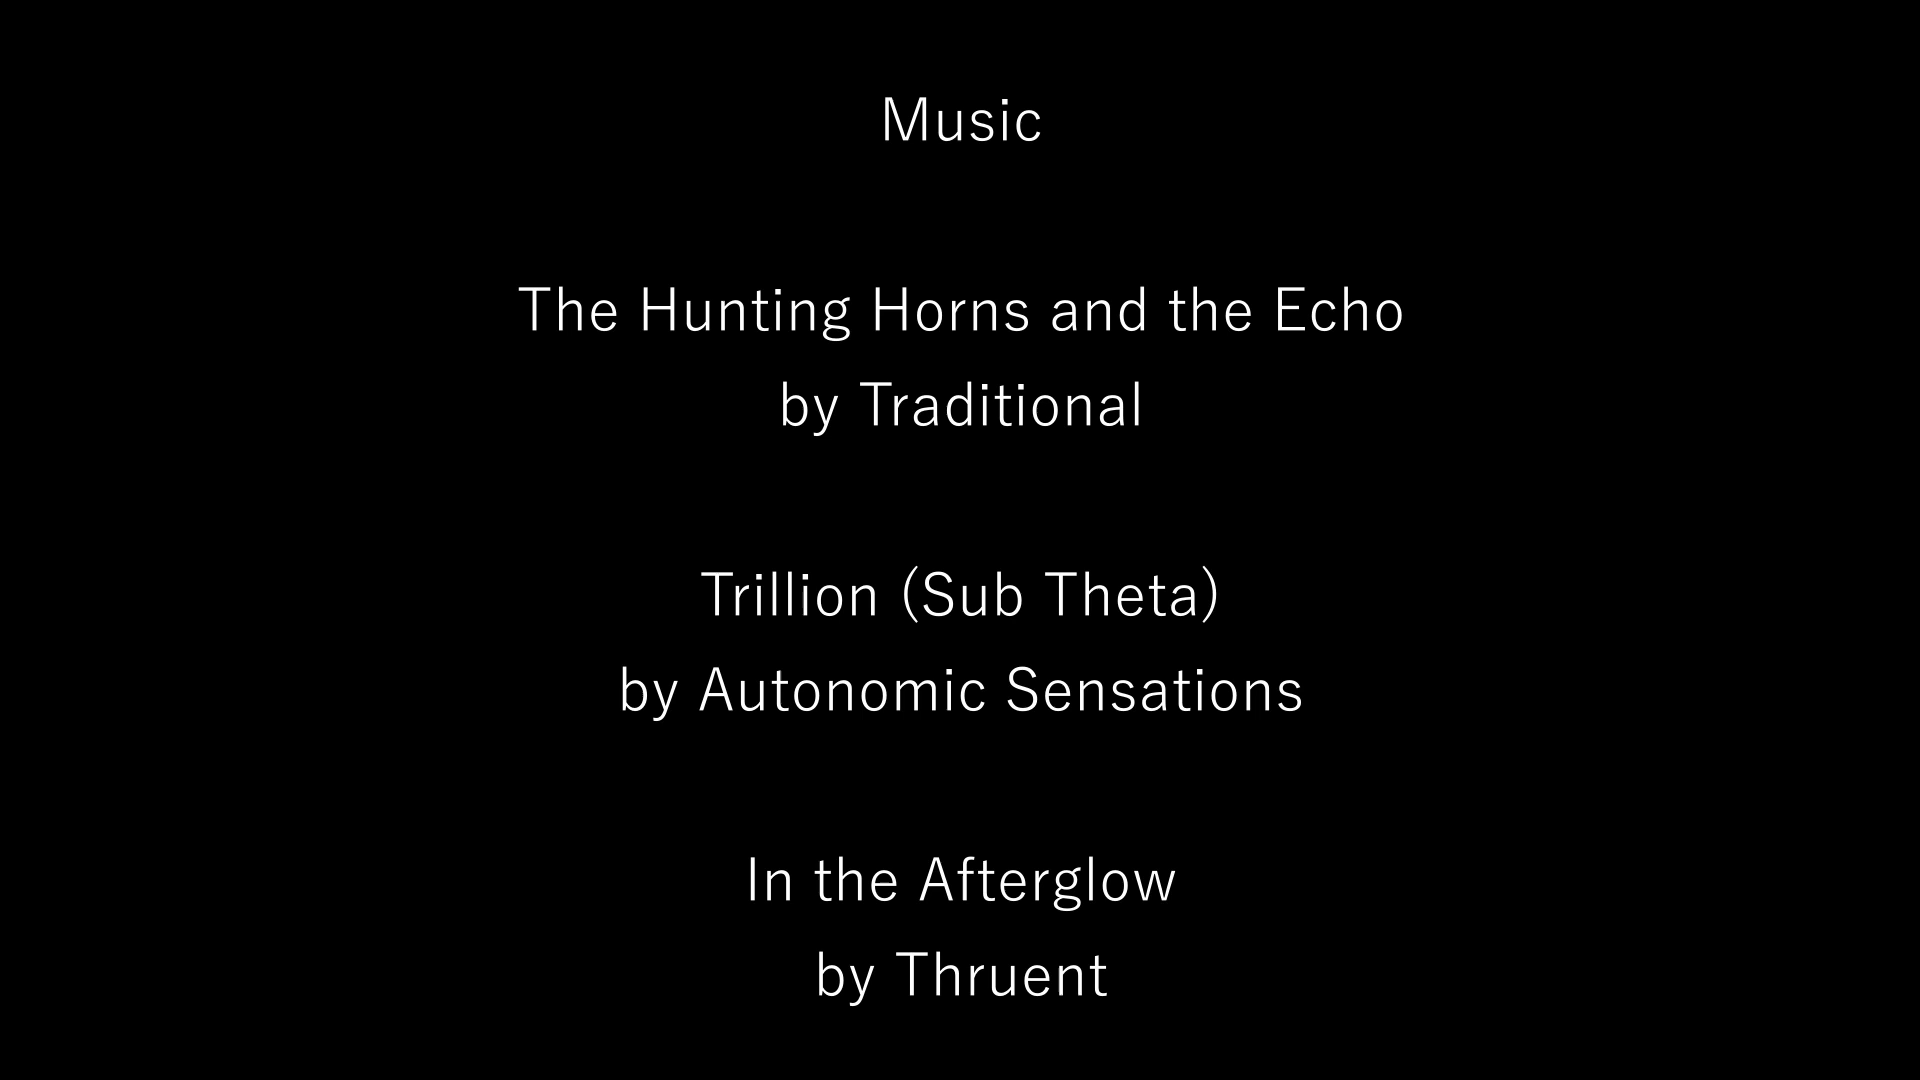 Music
The Hunting Horns and the Echo
by Traditional
Trillion (Sub Theta)
by Autonomic Sensations
In the Afterglow
by Thruent